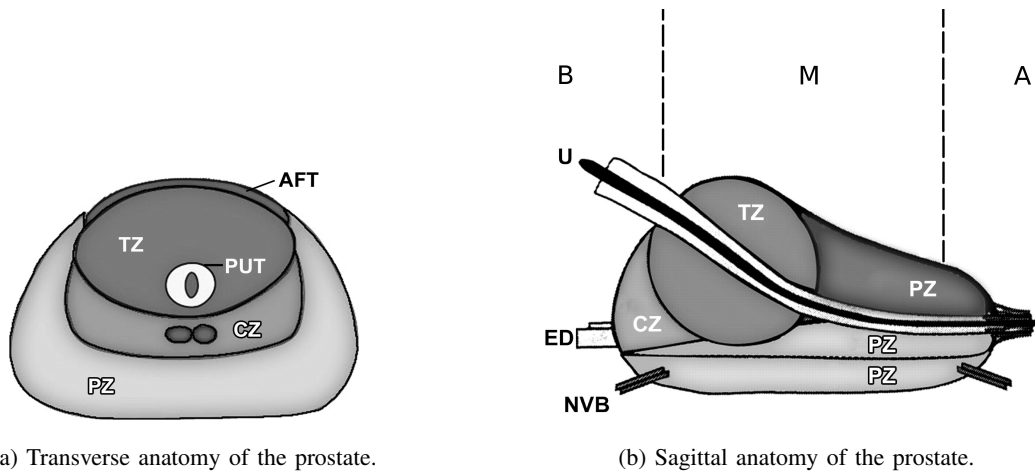 B M A
U
AFT
TZ
TZ
PUT
PZ
CZ
CZ
ED
PZ
PZ
PZ
NVB
a) Transverse anatomy of the prostate.
(b) Sagittal anatomy of the prostate.